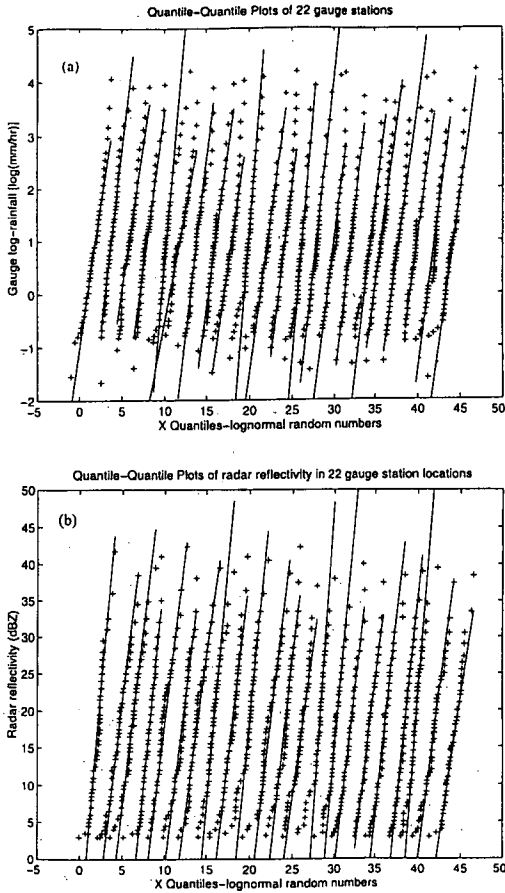 Quantile-Quantile Plots of 22 gauge stations
(a)
Gauge log-rainfall [log(mm/hr)]
5
4
3
2
1
0
-1
-2
-5 0 5 10 15 20 25 30 35 40 45 50
X Quantiles-lognormal random numbers
Quantile-Quantile Plots of radar reflectivity in 22 gauge station locations
(b)
Radar reflectivity (dBZ)
50
45
40
35
30
25
20
15
10
5
0
-5 0 5 10 15 20 25 30 35 40 45 50
X Quantiles-lognormal random numbers